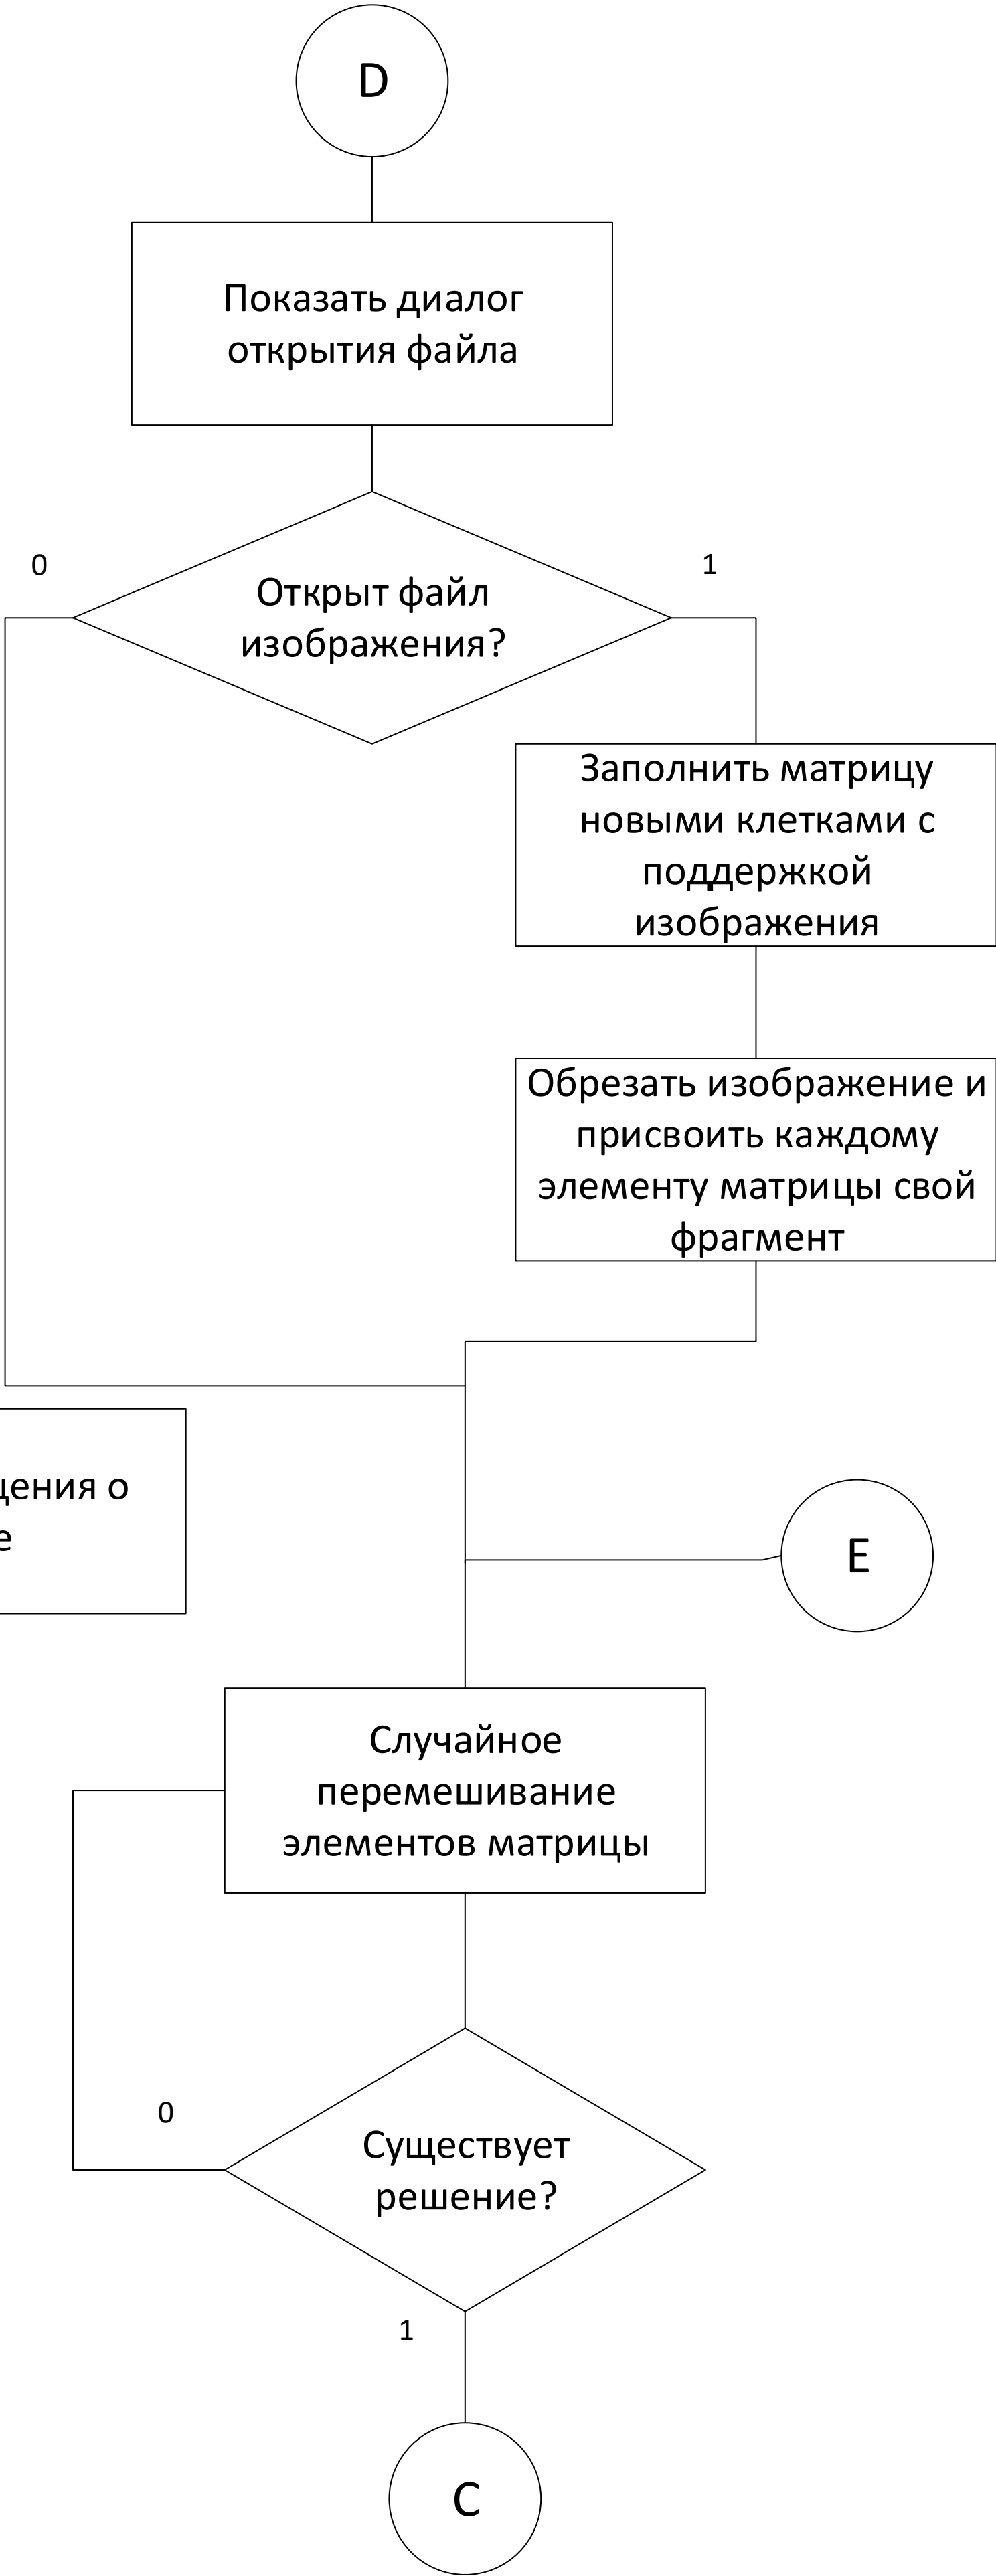 D
Показать диалог
открытия файла
0
1
Открыт файл
изображения?
Заполнить матрицу
новыми клетками с
поддержкой
изображения
Обрезать изображение и
присвоить каждому
элементу матрицы свой
фрагмент
о
E
Случайное
перемешивание
элементов матрицы
0
Существует
решение?
1
C